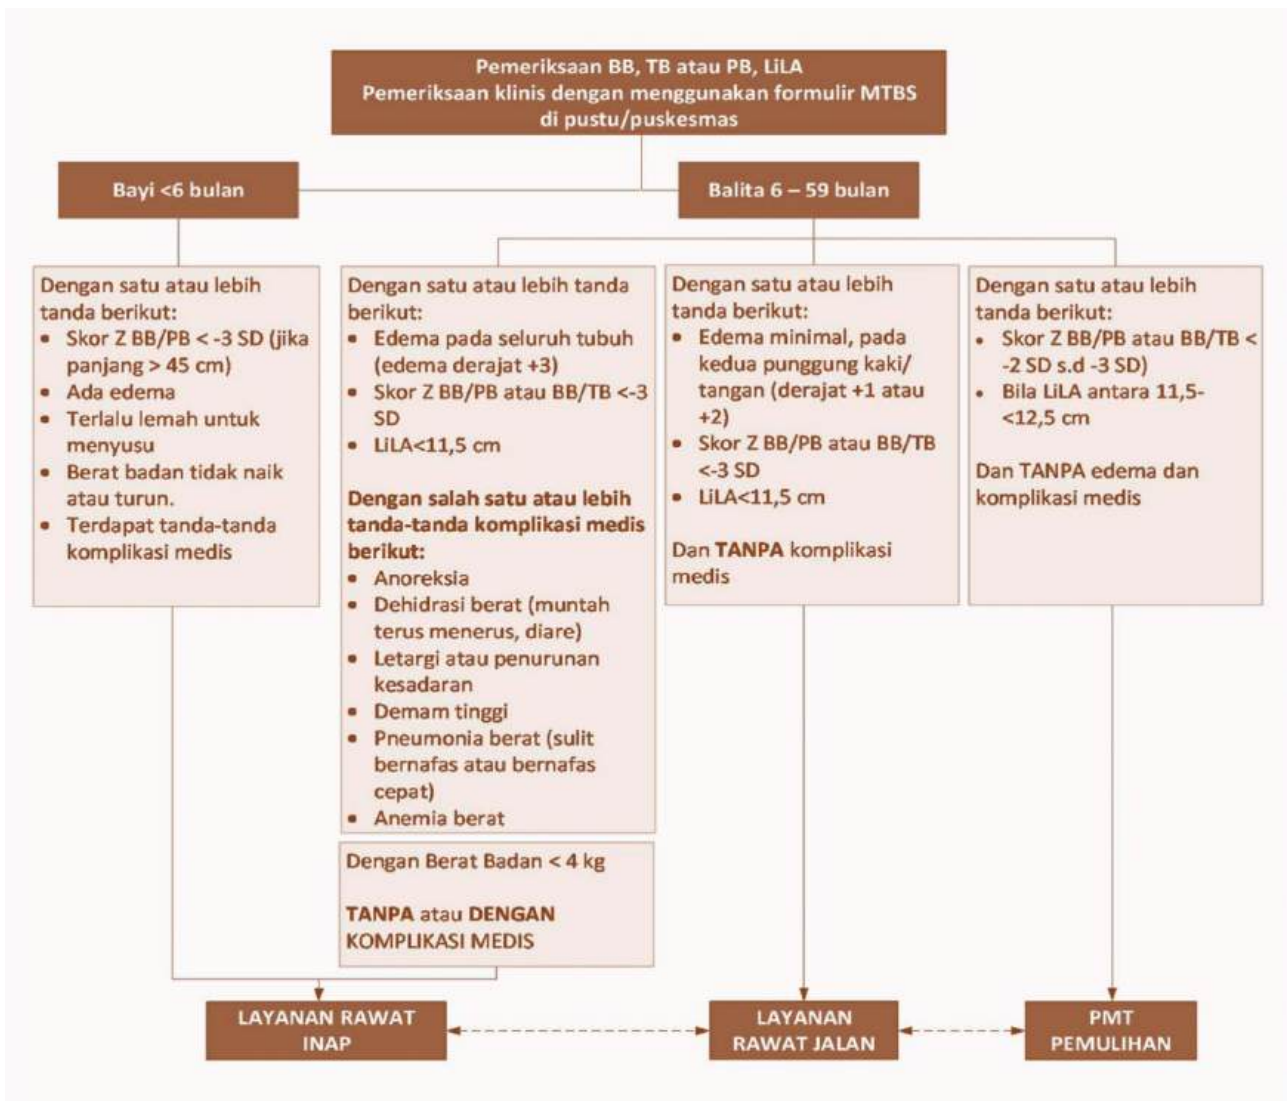 Pemeriksaan BB, TB atau PB, LiLA
Pemeriksaan klinis dengan menggunakan formulir MTBS
di pustu/puskesmas
Bayi <6 bulan
Balita 6 – 59 bulan
Dengan satu atau lebih
tanda berikut:
• Skor Z BB/PB < -3 SD (jika
panjang > 45 cm)
• Ada edema
• Terlalu lemah untuk
menyusu
• Berat badan tidak naik
atau turun.
• Terdapat tanda-tanda
komplikasi medis
Dengan satu atau lebih tanda
berikut:
• Edema pada seluruh tubuh
(edema derajat +3)
• Skor Z BB/PB atau BB/TB <-3
SD
• LiLA<11,5 cm
Dengan salah satu atau lebih
tanda-tanda komplikasi medis
berikut:
• Anoreksia
• Dehidrasi berat (muntah
terus menerus, diare)
• Letargi atau penurunan
kesadaran
• Demam tinggi
• Pneumonia berat (sulit
bernafas atau bernafas
cepat)
• Anemia berat
Dengan Berat Badan < 4 kg
TANPA atau DENGAN
KOMPLIKASI MEDIS
Dengan satu atau lebih
tanda berikut:
• Edema minimal, pada
kedua punggung kaki/
tangan (derajat +1 atau
+2)
• Skor Z BB/PB atau BB/TB
<-3 SD
• LiLA<11,5 cm
Dan TANPA komplikasi
medis
Dengan satu atau lebih
tanda berikut:
• Skor Z BB/PB atau BB/TB <
-2 SD s.d -3 SD)
• Bila LiLA antara 11,5-
<12,5 cm
Dan TANPA edema dan
komplikasi medis
LAYANAN RAWAT
INAP
LAYANAN
RAWAT JALAN
PMT
PEMULIHAN